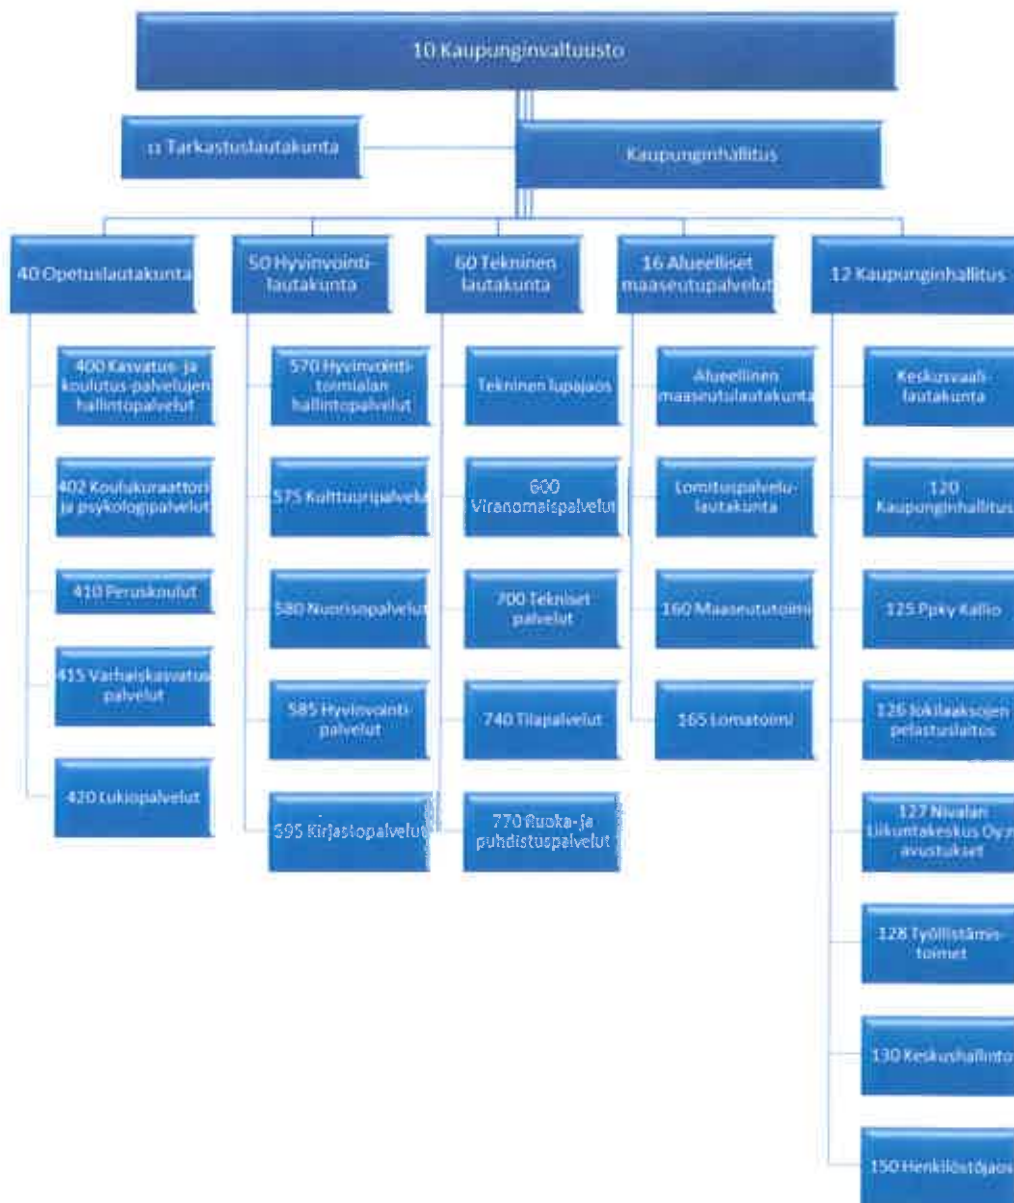 10 Kaupunginvaltuusto
11 Tarkastuslautakunta
Kaupunginhallitus
40 Opetuslautakunta
50 Hyvinvointi-
lautakunta
60 Tekninen
lautakunta
16 Alueelliset
maaseutupalvelut
12 Kaupunginhallitus
400 Kasvatus- ja
koulutus-palvelujen
hallintopalvelut
402 Koulukuraattori
ja psykologipalvelut
410 Peruskoulut
415 Varhaiskasvatus
palvelut
420 Lukiopalvelut
570 Hyvinvointi-
toimialan
hallintopalvelut
575 Kulttuuripalvelut
580 Nuorisopalvelut
585 Hyvinvointi-
palvelut
595 Kirjastopalvelut
Tekninen lupajaos
600
Viranomaispalvelut
700 Tekniset
palvelut
740 Tilapalvelut
770 Ruoka- ja
puhdistuspalvelut
Alueellinen
maaseutulautakunta
Lomituspalvelu-
lautakunta
160 Maaseututoimi
165 Lomatoimi
Keskusvaali-
lautakunta
120
Kaupunginhallitus
125 Ppky Kallio
126 Jokilaaksojen
pelastuslaitus
127 Nivalan
Liikuntakeskus Oy:n
avustukset
128 Työllistämis-
toimet
130 Keskushallinto
150 Henkilöstöjaos